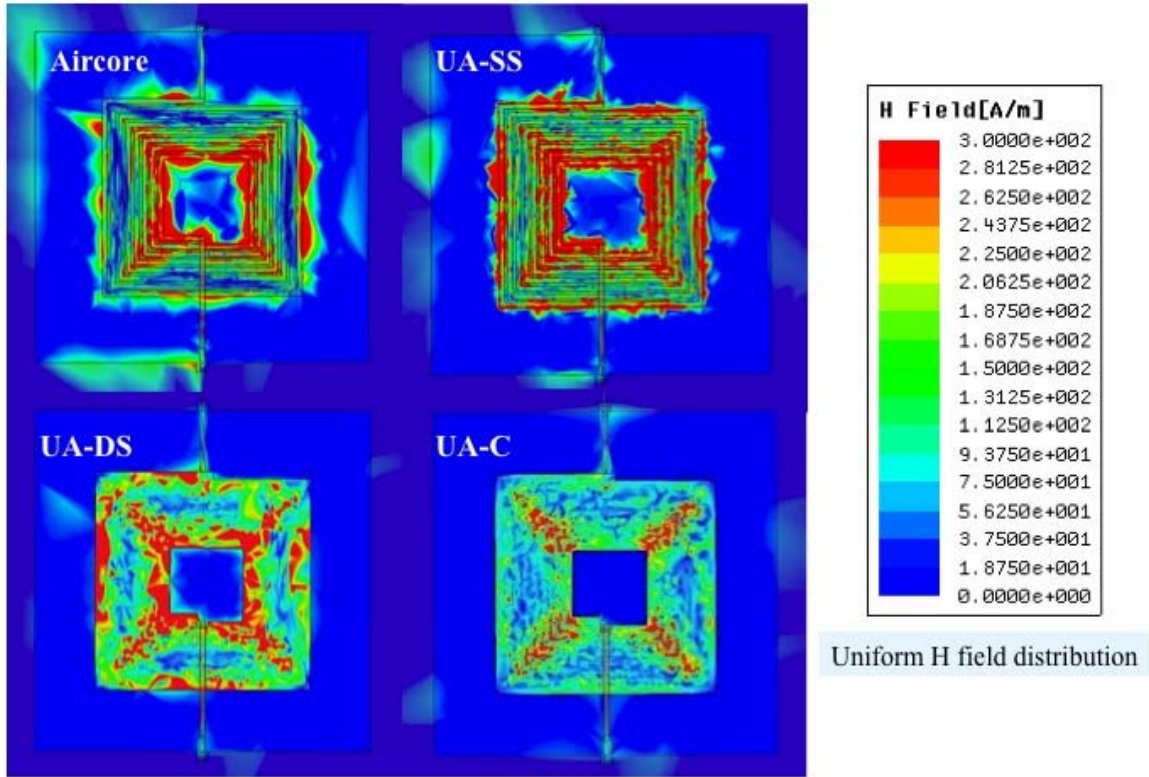 Aircore
UA-SS
UA-DS
UA-C
H Field[A/m]
3.0000e+002
2.8125e+002
2.6250e+002
2.4375e+002
2.2500e+002
2.0625e+002
1.8750e+002
1.6875e+002
1.5000e+002
1.3125e+002
1.1250e+002
9.3750e+001
7.5000e+001
5.6250e+001
3.7500e+001
1.8750e+001
0.0000e+000
Uniform H field distribution